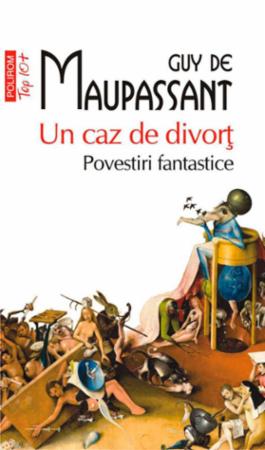 GUY DE
MAUPASSANT
Un caz de divorţ
Povestiri fantastice
POLIROM
Top 10+